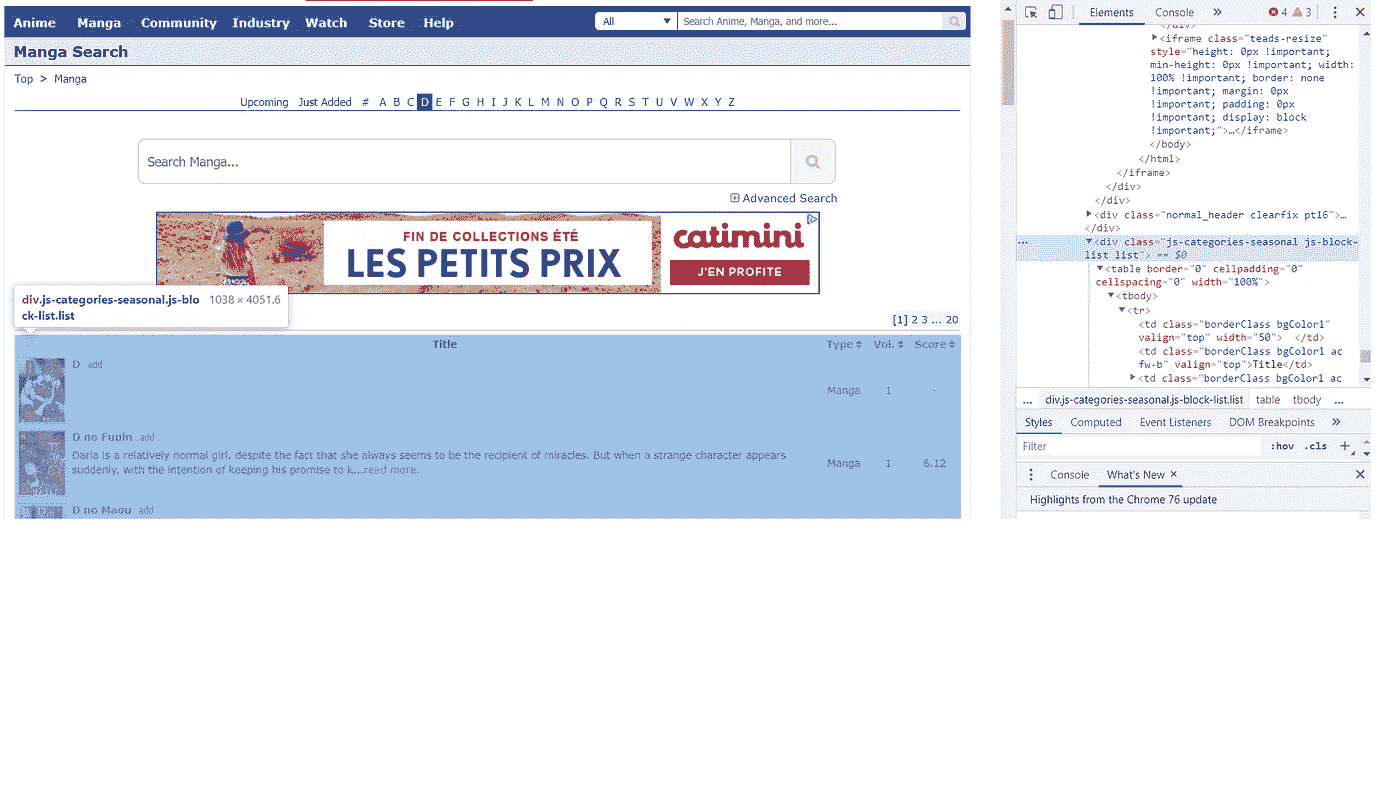 Anime Manga Community Industry Watch Store Help All Search Anime, Manga, and more...
Manga Search
Top > Manga
Upcoming Just Added # A B C D E F G H I J K L M N O P Q R S T U V W X Y Z
Search Manga...
Advanced Search
FIN DE COLLECTIONS ÉTÉ
LES PETITS PRIX
catimini
J'EN PROFITE
div.js-categories-seasonal.js-blo 1038 × 4051.6
ck-list.list
[1] 2 3 ... 20
Title Type Vol. Score
D add
Manga 1 -
D no Fuuin add
Daria is a relatively normal girl, despite the fact that she always seems to be the recipient of miracles. But when a strange character appears
suddenly, with the intention of keeping his promise to k...read more.
Manga 1 6.12
D no Maou add
Elements Console » 4 3
</div>
<iframe class="teads-resize"
style="height: 0px !important;
min-height: 0px !important; width:
100% !important; border: none
!important; margin: 0px
!important; padding: 0px
!important; display: block
!important;">…</iframe>
</body>
</html>
</iframe>
</div>
</div>
<div class="normal_header clearfix pt16">…
</div>
... <div class="js-categories-seasonal js-block-
list list"> == $0
<table border="0" cellpadding="0"
cellspacing="0" width="100%">
<tbody>
<tr>
<td class="borderClass bgColor1"
valign="top" width="50"> </td>
<td class="borderClass bgColor1 ac
fw-b" valign="top">Title</td>
<td class="borderClass bgColor1 ac
... div.js-categories-seasonal.js-block-list.list table tbody ...
Styles Computed Event Listeners DOM Breakpoints »
Filter :hov .cls +
Console What's New ×
Highlights from the Chrome 76 update